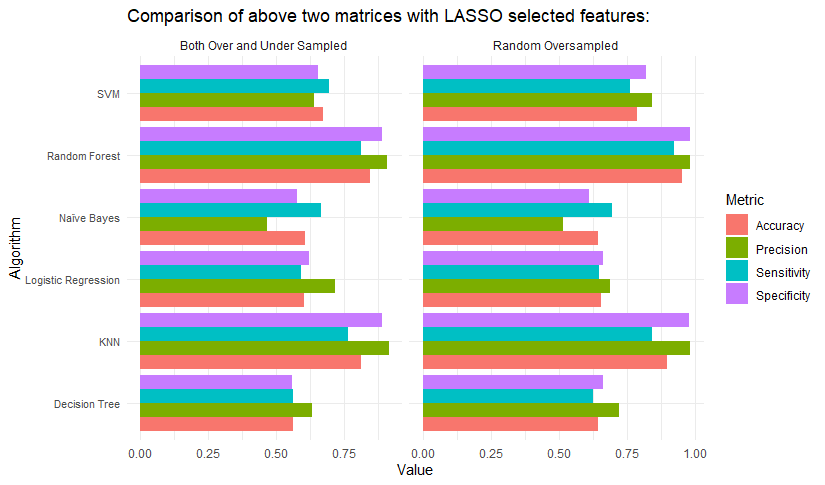 Comparison of above two matrices with LASSO selected features:
Both Over and Under Sampled
Random Oversampled
Algorithm
SVM
Random Forest
Naïve Bayes
Logistic Regression
KNN
Decision Tree
0.00 0.25 0.50 0.75
0.00 0.25 0.50 0.75 1.00
Value
Metric
Accuracy
Precision
Sensitivity
Specificity